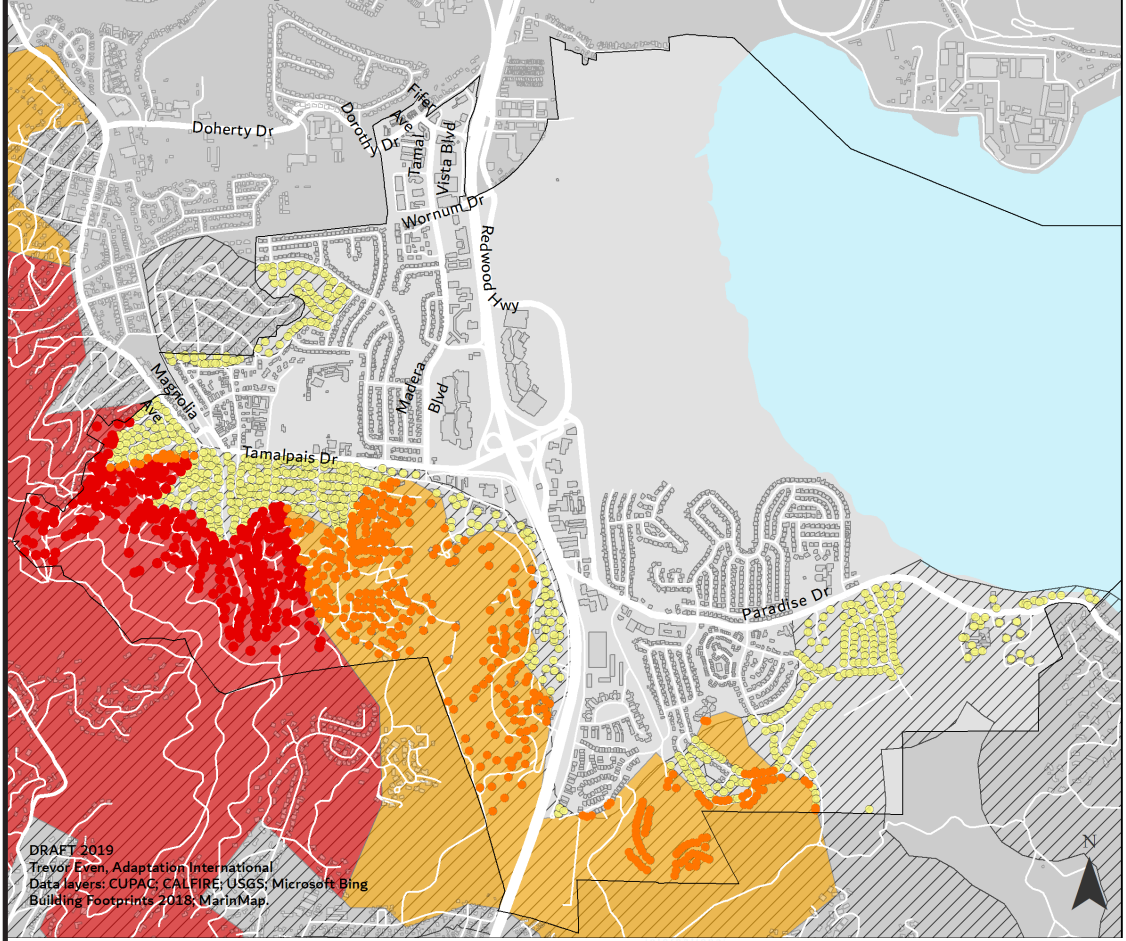 Doherty Dr
Dorothy
Dr
Fifer
Ave
Tamal
Vista Blvd
Wornum Dr
Redwood Hwy
Magnolia
Ave
Madera
Blvd
Tamalpais Dr
Paradise Dr
DRAFT 2019
Trevor Even, Adaptation International
Data layers: CUPAC; CALFIRE; USGS; Microsoft Bing
Building Footprints 2018; MarinMap.
N